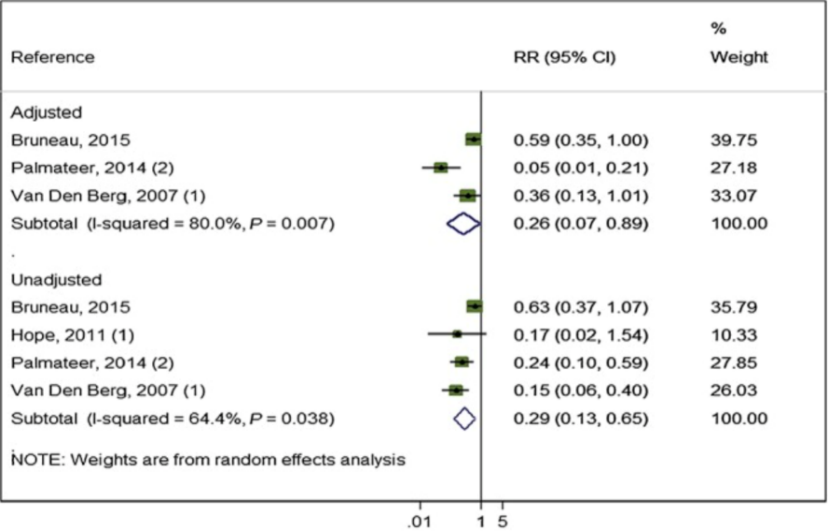 %
Reference RR (95% CI) Weight
Adjusted
Bruneau, 2015 0.59 (0.35, 1.00) 39.75
Palmateer, 2014 (2) 0.05 (0.01, 0.21) 27.18
Van Den Berg, 2007 (1) 0.36 (0.13, 1.01) 33.07
Subtotal (I-squared = 80.0%, P = 0.007) 0.26 (0.07, 0.89) 100.00
.
Unadjusted
Bruneau, 2015 0.63 (0.37, 1.07) 35.79
Hope, 2011 (1) 0.17 (0.02, 1.54) 10.33
Palmateer, 2014 (2) 0.24 (0.10, 0.59) 27.85
Van Den Berg, 2007 (1) 0.15 (0.06, 0.40) 26.03
Subtotal (I-squared = 64.4%, P = 0.038) 0.29 (0.13, 0.65) 100.00
.
NOTE: Weights are from random effects analysis
.01 1 5